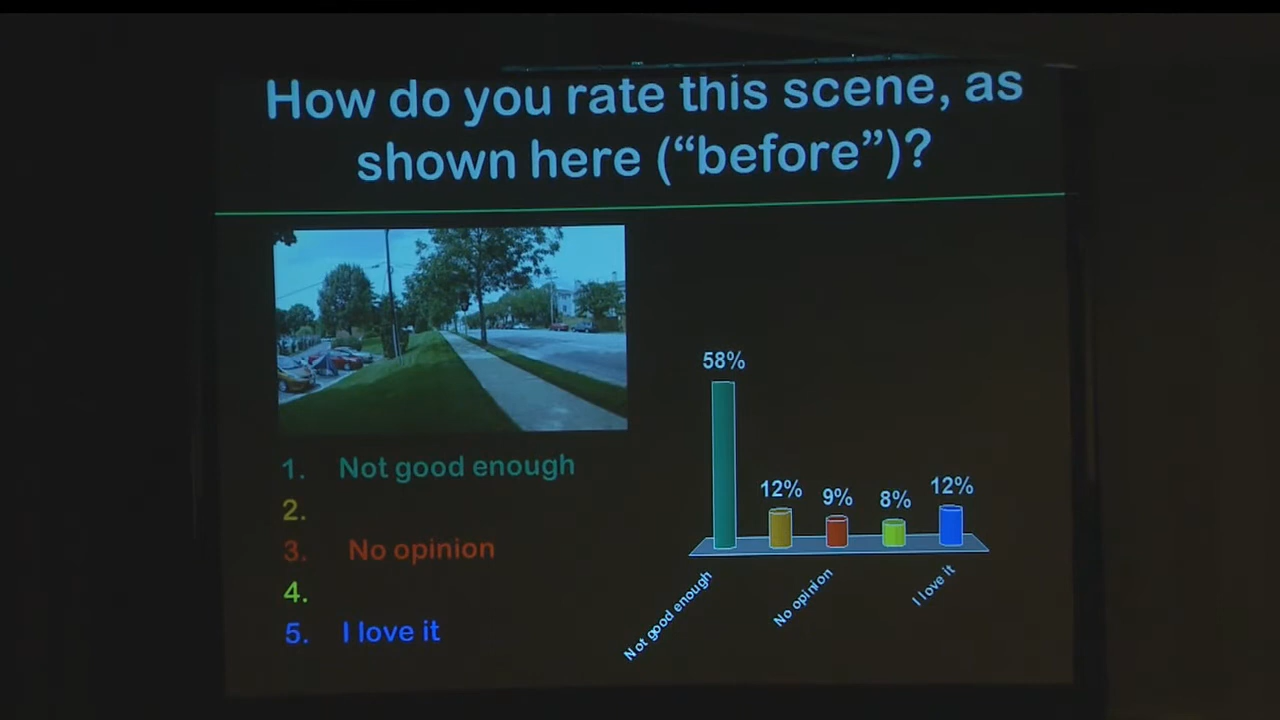 How do you rate this scene, as
shown here (“before”)?
1. Not good enough
2.
3. No opinion
4.
5. I love it
58%
12%
9%
8%
12%
Not good enough
No opinion
I love it